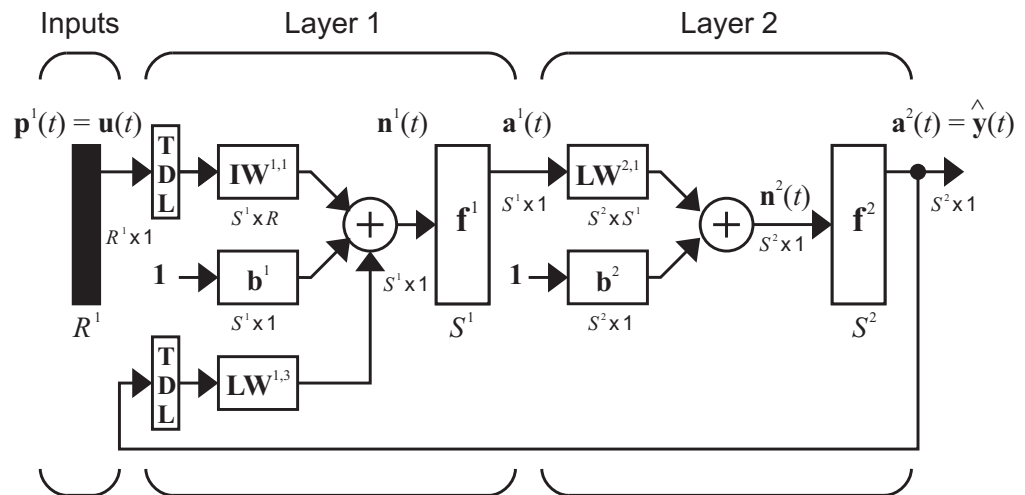 Inputs
Layer 1
Layer 2
p¹(t) = u(t)
n¹(t)
a¹(t)
a²(t) = ŷ(t)
T
D
L
IW¹,¹
f¹
LW²,¹
n²(t)
f²
R¹ x 1
S¹ x R
S¹ x 1
S² x S¹
S² x 1
S² x 1
1
b¹
S¹ x 1
1
b²
S¹ x 1
S² x 1
R¹
S¹
S²
T
D
L
LW¹,³